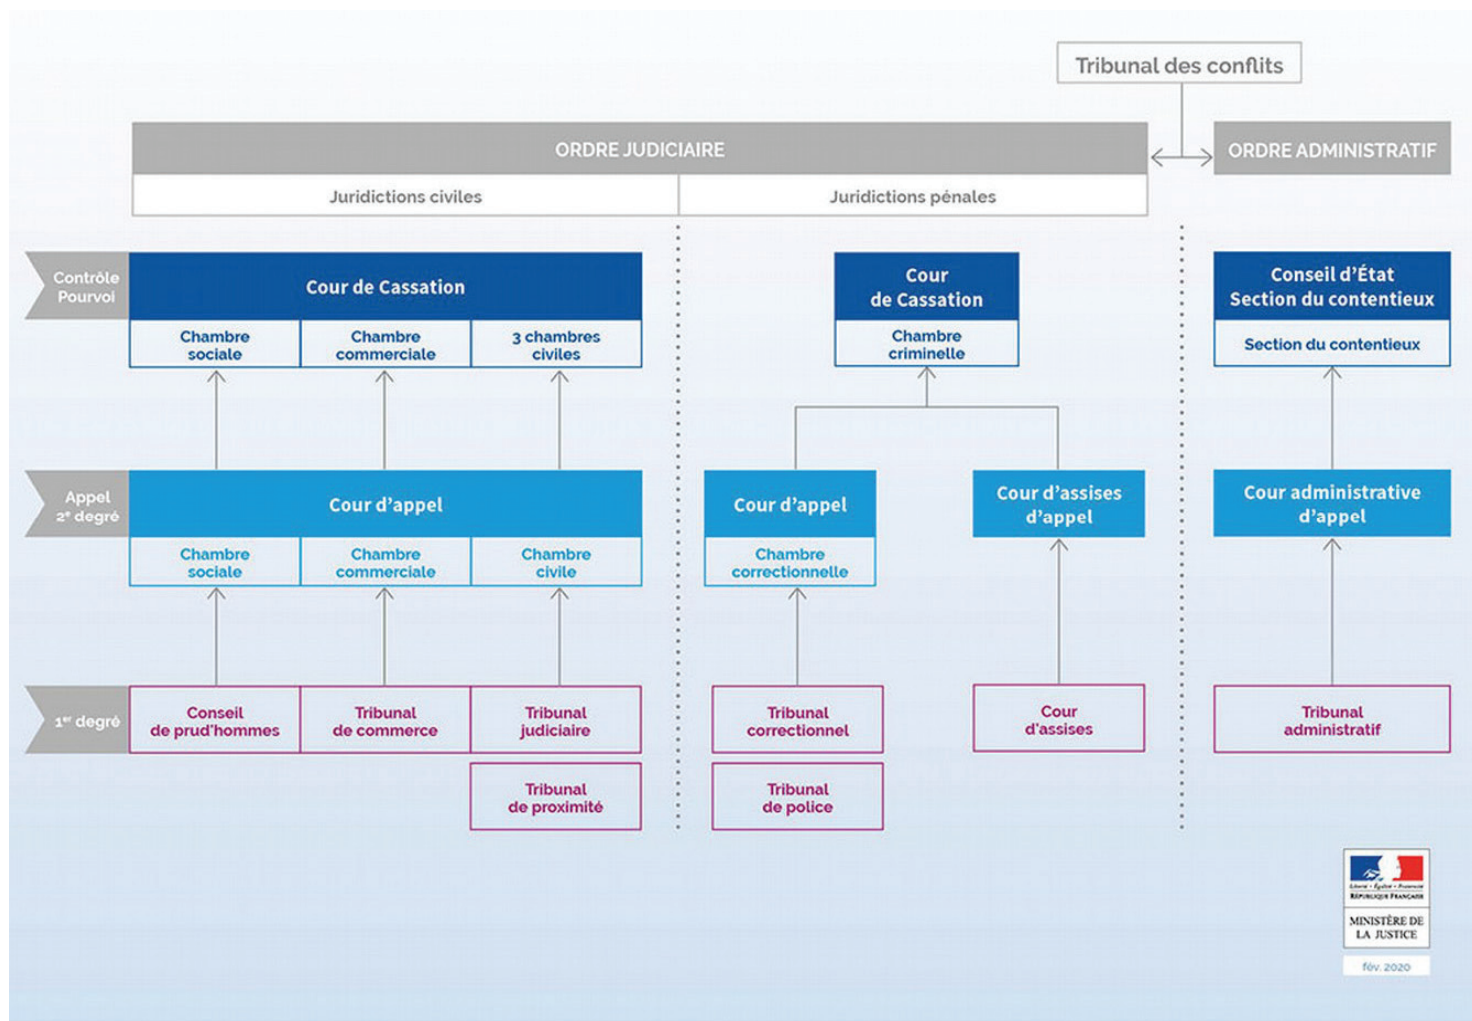 Tribunal des conflits
ORDRE JUDICIAIRE
ORDRE ADMINISTRATIF
Juridictions civiles
Juridictions pénales
Contrôle
Pourvoi
Cour de Cassation
Cour
de Cassation
Conseil d'État
Section du contentieux
Chambre
sociale
Chambre
commerciale
3 chambres
civiles
Chambre
criminelle
Section du contentieux
Appel
2e degré
Cour d'appel
Cour d'appel
Cour d'assises
d'appel
Cour administrative
d'appel
Chambre
sociale
Chambre
commerciale
Chambre
civile
Chambre
correctionnelle
1er degré
Conseil
de prud'hommes
Tribunal
de commerce
Tribunal
judiciaire
Tribunal
correctionnel
Cour
d'assises
Tribunal
administratif
Tribunal
de proximité
Tribunal
de police
Liberté • Égalité • Fraternité
RÉPUBLIQUE FRANÇAISE
MINISTÈRE DE
LA JUSTICE
fév. 2020